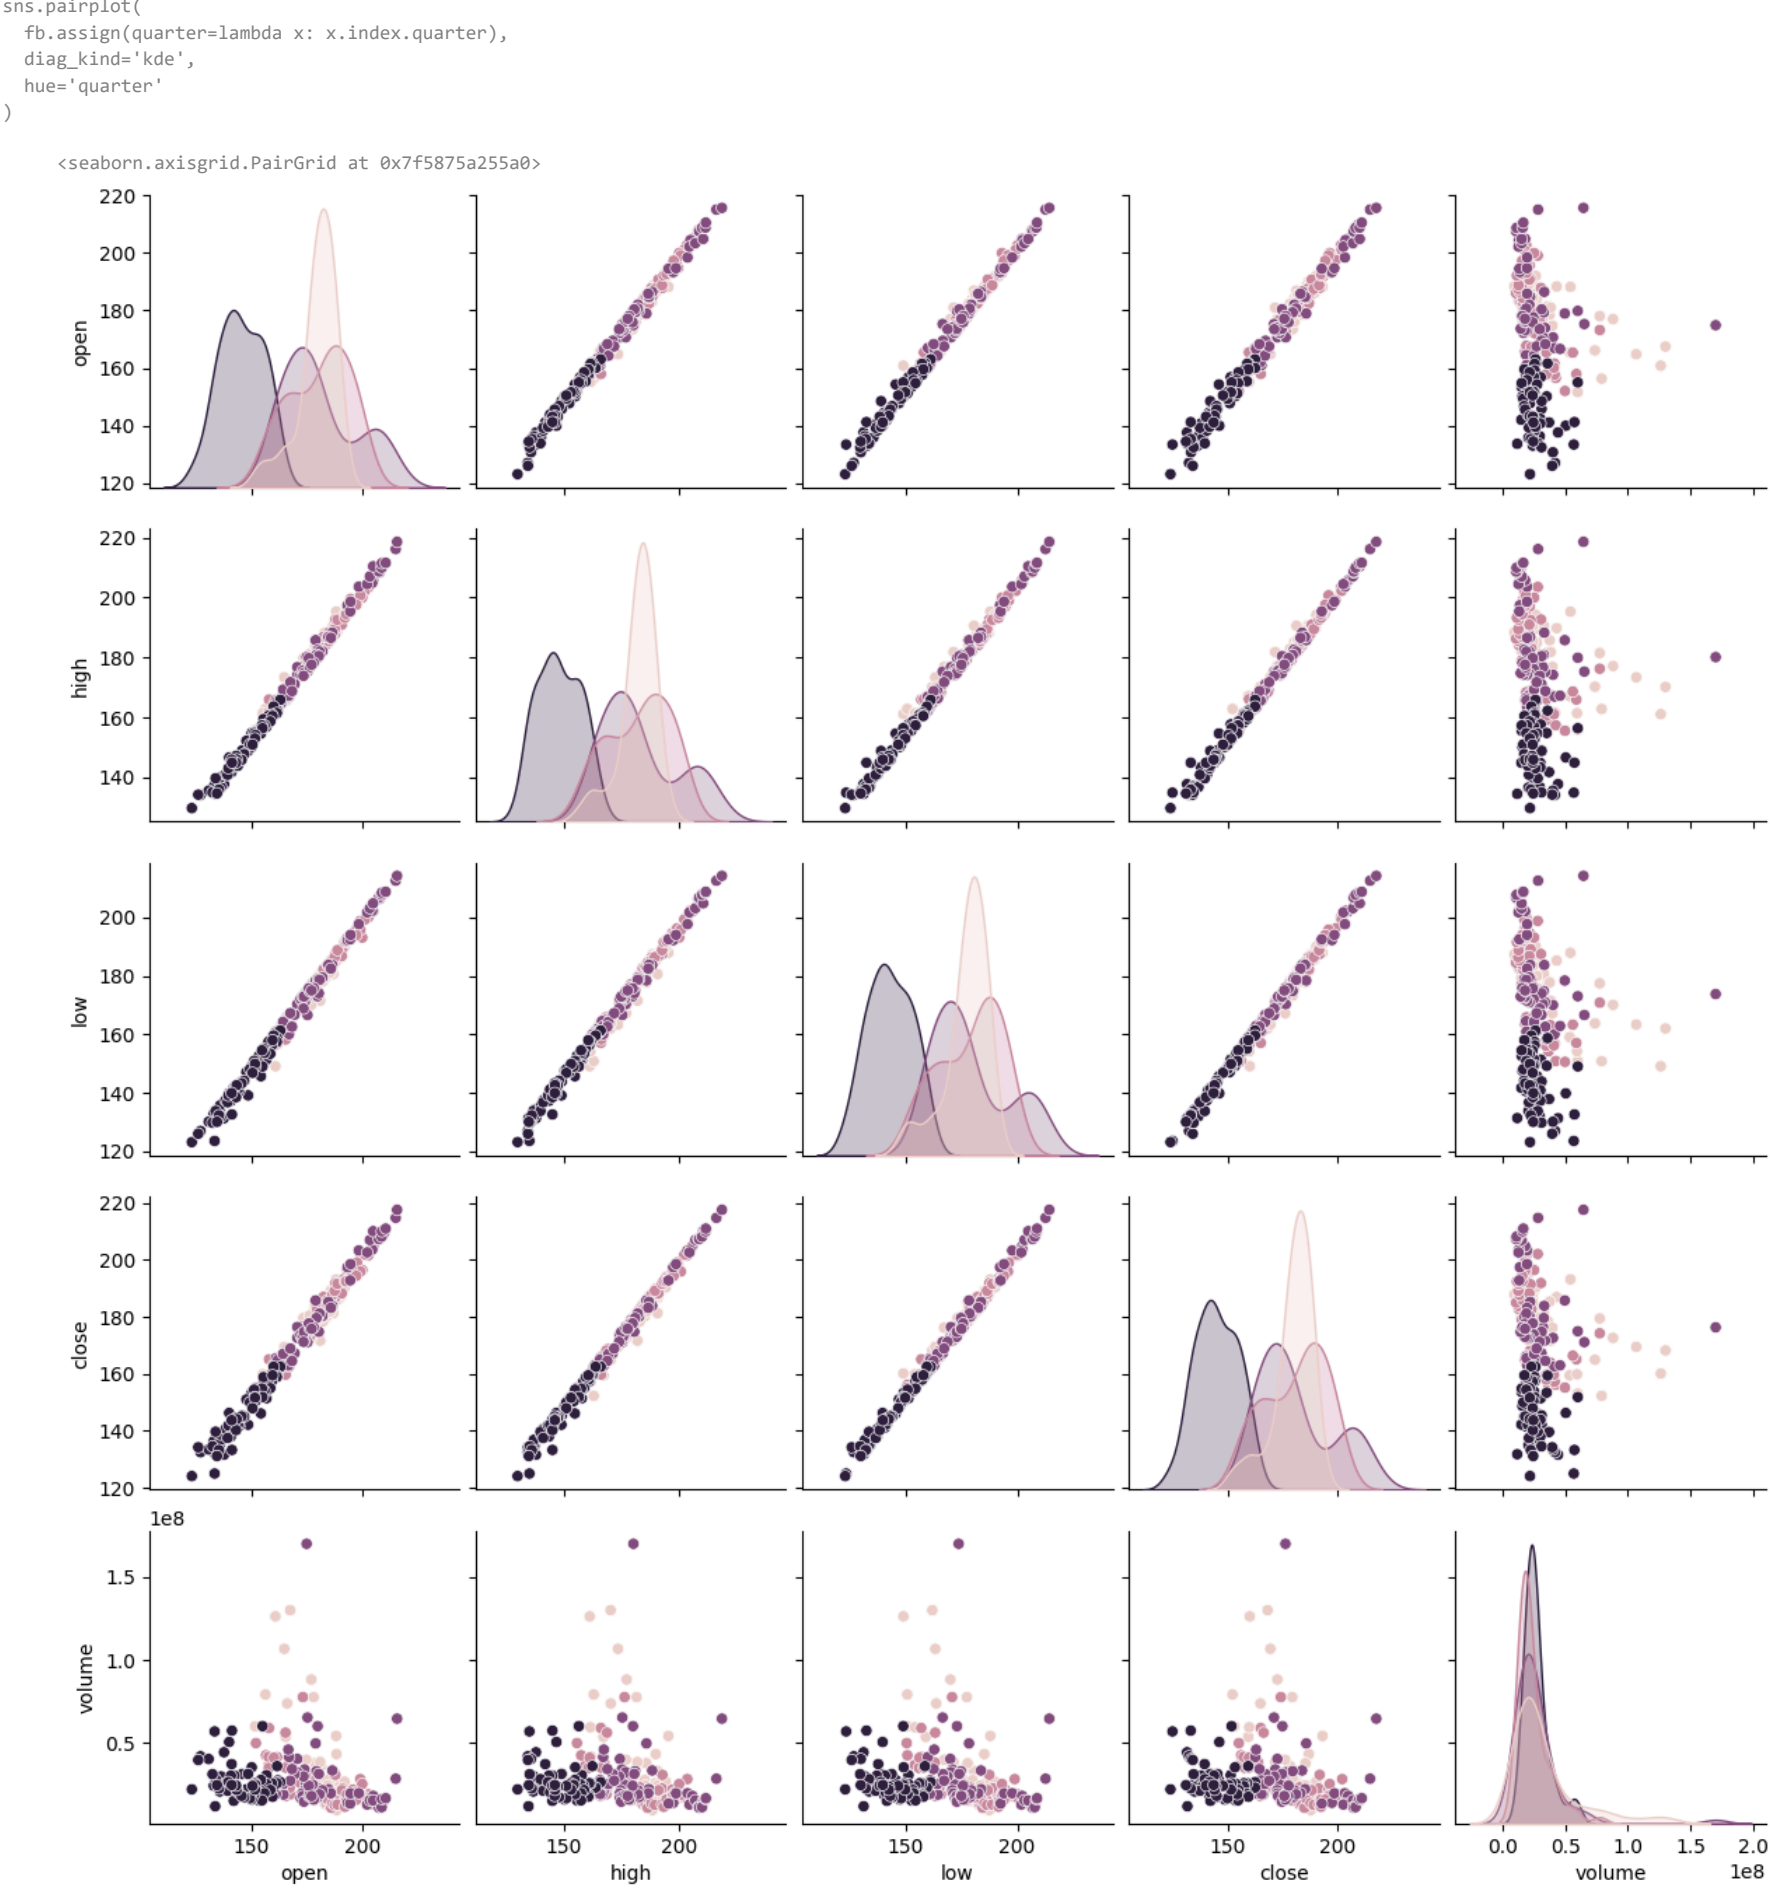 sns.pairplot(
fb.assign(quarter=lambda x: x.index.quarter),
diag_kind='kde',
hue='quarter'
)
<seaborn.axisgrid.PairGrid at 0x7f5875a255a0>
220
200
180
160
140
120
open
220
200
180
160
140
high
200
180
160
140
120
low
220
200
180
160
140
120
close
1e8
1.5
1.0
0.5
volume
150 200
open
150 200
high
150 200
low
150 200
close
0.0 0.5 1.0 1.5 2.0
volume 1e8